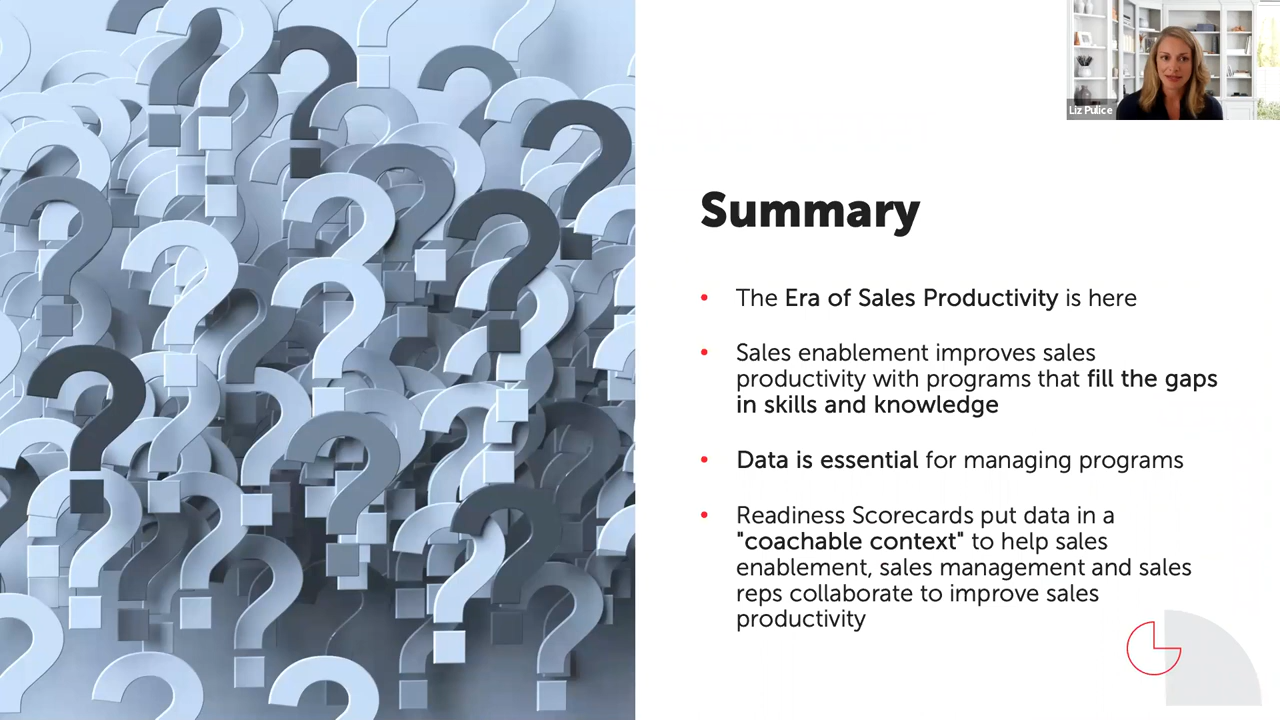 Liz Pulice
Summary
• The Era of Sales Productivity is here
• Sales enablement improves sales
productivity with programs that fill the gaps
in skills and knowledge
• Data is essential for managing programs
• Readiness Scorecards put data in a
"coachable context" to help sales
enablement, sales management and sales
reps collaborate to improve sales
productivity